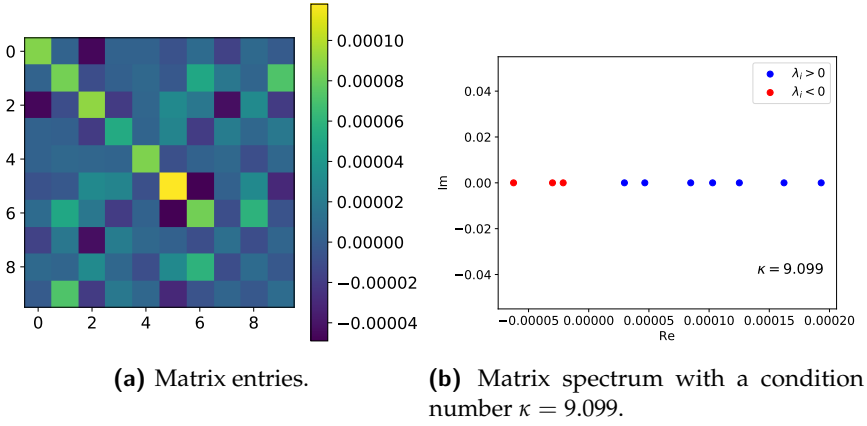 0
2
4
6
8
0 2 4 6 8
0.00010
0.00008
0.00006
0.00004
0.00002
0.00000
−0.00002
−0.00004
(a) Matrix entries.
λᵢ > 0
λᵢ < 0
0.04
0.02
0.00
−0.02
−0.04
Im
κ = 9.099
−0.00005 0.00000 0.00005 0.00010 0.00015 0.00020
Re
(b) Matrix spectrum with a condition
number κ = 9.099.